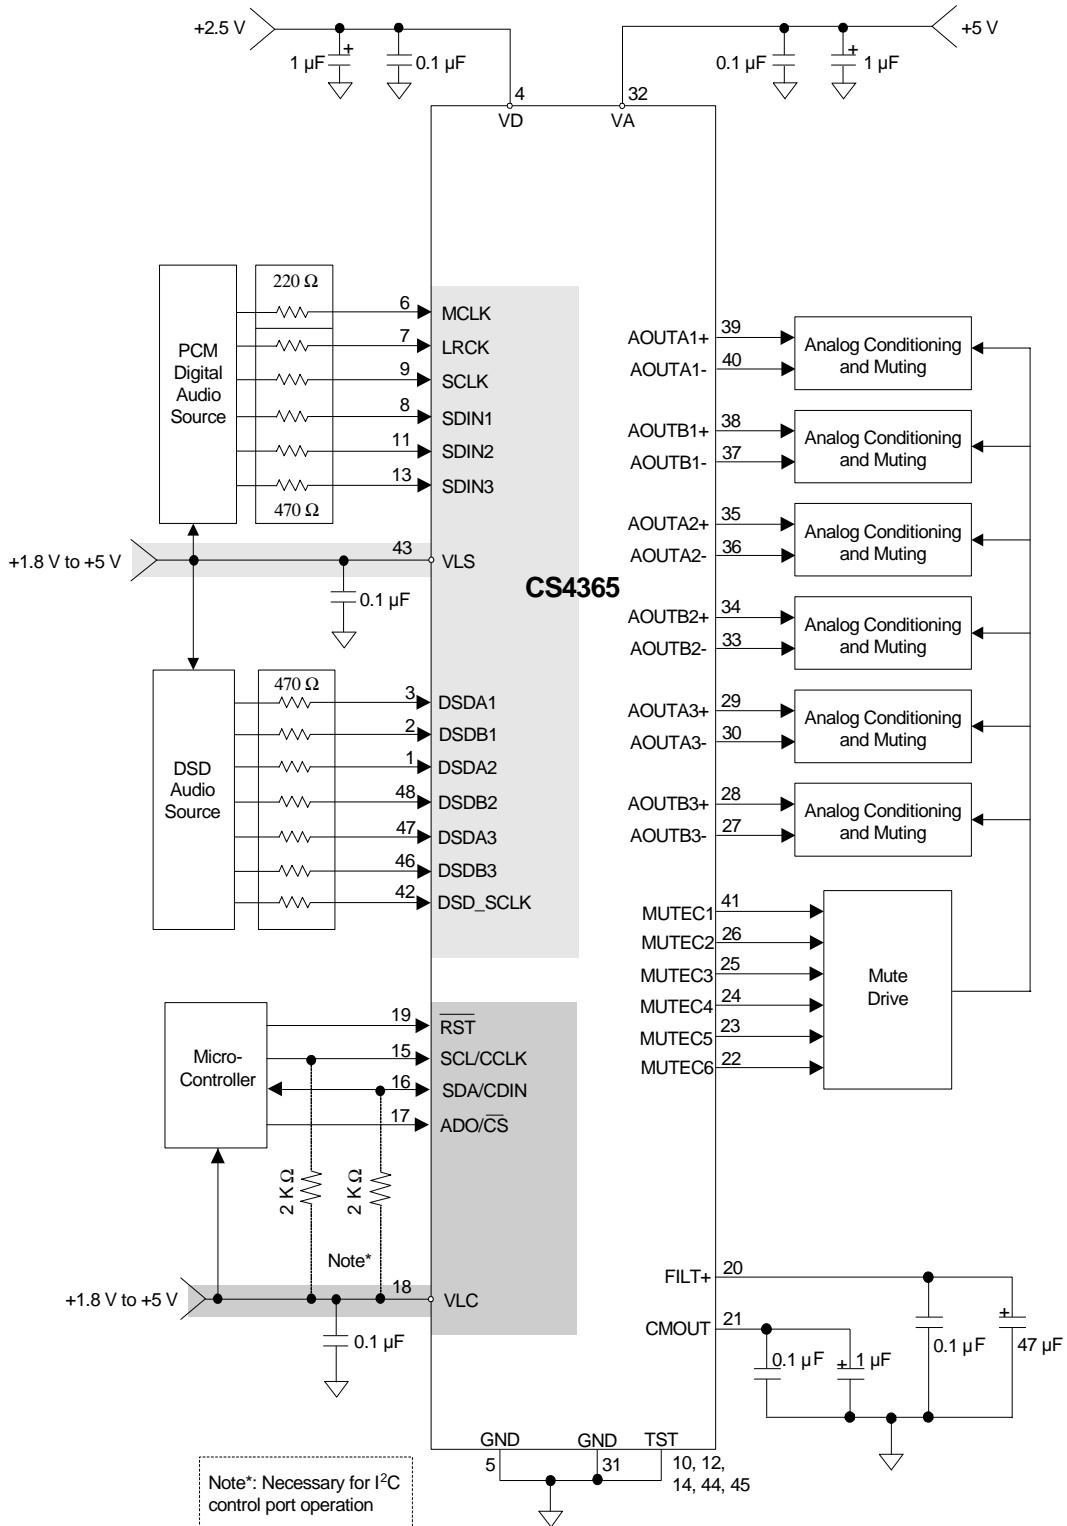 +2.5 V
+5 V
1 µF
+
0.1 µF
0.1 µF
+
1 µF
4
32
VD
VA
220 Ω
PCM
Digital
Audio
Source
6
MCLK
7
LRCK
9
SCLK
8
SDIN1
11
SDIN2
13
SDIN3
470 Ω
+1.8 V to +5 V
43
VLS
0.1 µF
CS4365
470 Ω
DSD
Audio
Source
3
DSDA1
2
DSDB1
1
DSDA2
48
DSDB2
47
DSDA3
46
DSDB3
42
DSD_SCLK
Micro-
Controller
19
RST
15
SCL/CCLK
16
SDA/CDIN
17
ADO/CS
2 K Ω
2 K Ω
Note*
+1.8 V to +5 V
18
VLC
0.1 µF
AOUTA1+
39
AOUTA1-
40
Analog Conditioning
and Muting
AOUTB1+
38
AOUTB1-
37
Analog Conditioning
and Muting
AOUTA2+
35
AOUTA2-
36
Analog Conditioning
and Muting
AOUTB2+
34
AOUTB2-
33
Analog Conditioning
and Muting
AOUTA3+
29
AOUTA3-
30
Analog Conditioning
and Muting
AOUTB3+
28
AOUTB3-
27
Analog Conditioning
and Muting
MUTEC1
41
MUTEC2
26
MUTEC3
25
MUTEC4
24
MUTEC5
23
MUTEC6
22
Mute
Drive
FILT+
20
CMOUT
21
0.1 µF
+
1 µF
0.1 µF
+
47 µF
GND
GND
TST
5
31
10, 12,
14, 44, 45
Note*: Necessary for I²C
control port operation